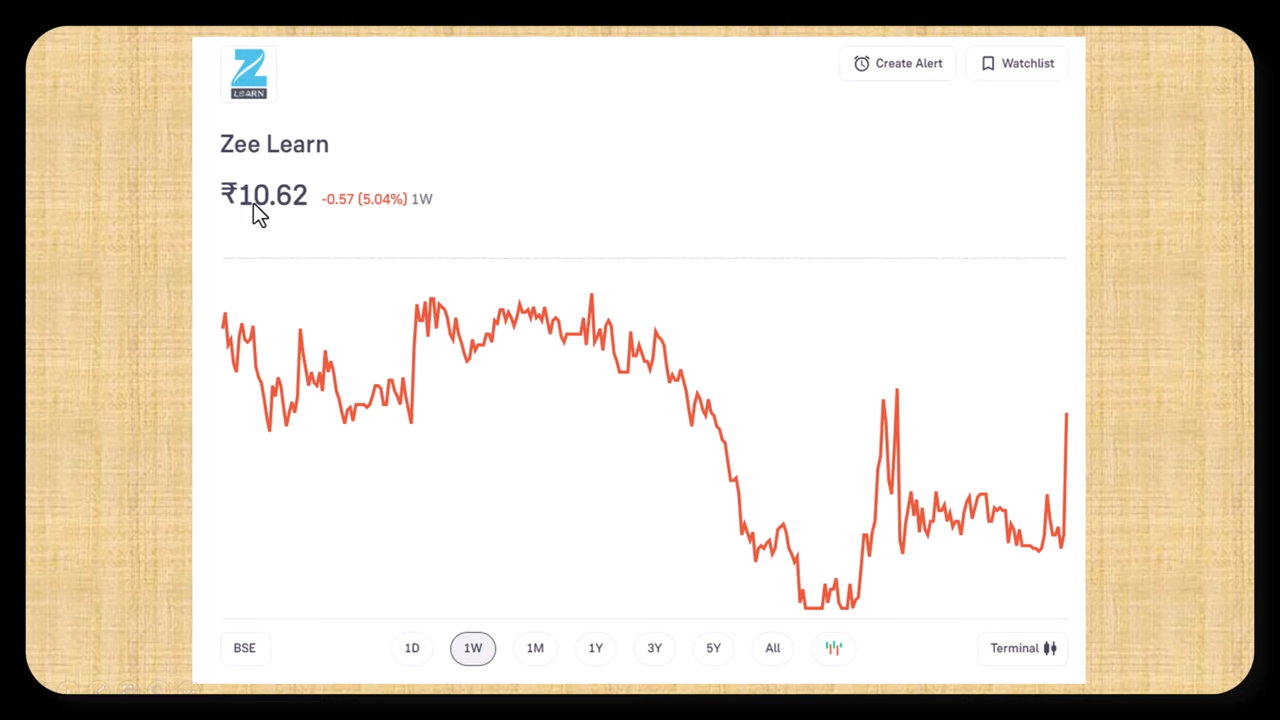 Z
LEARN
Create Alert
Watchlist
Zee Learn
₹10.62 -0.57 (5.04%) 1W
BSE 1D 1W 1M 1Y 3Y 5Y All Terminal